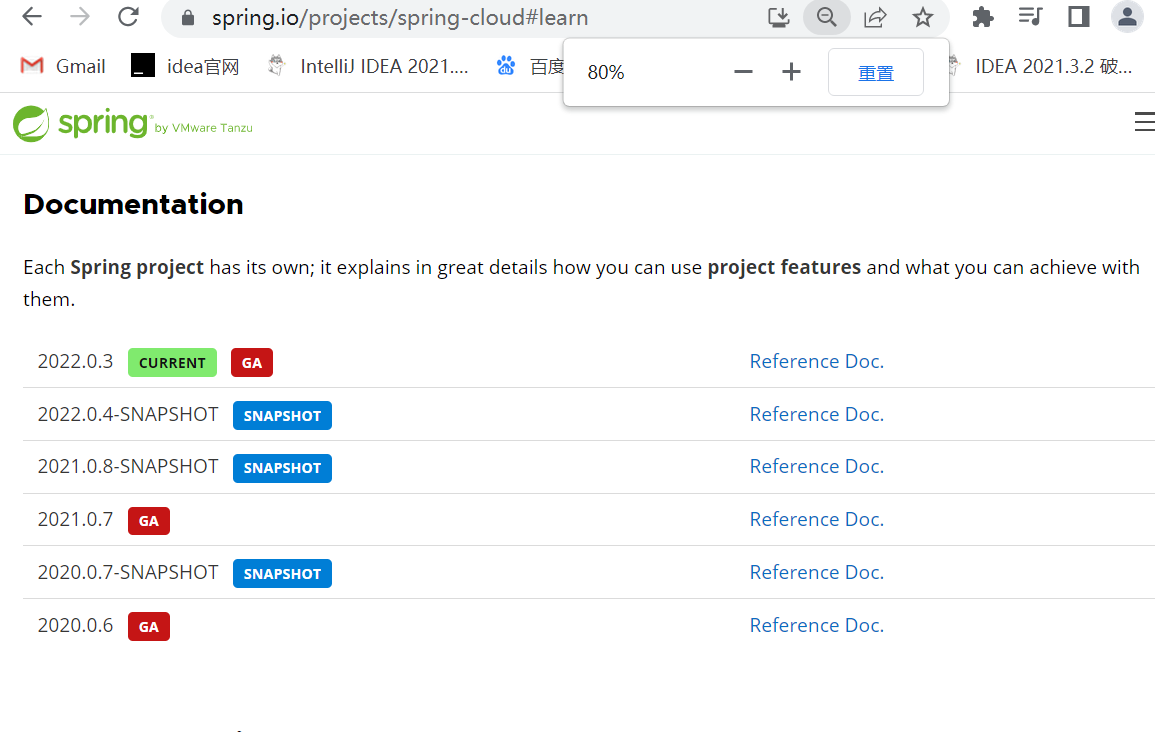 spring.io/projects/spring-cloud#learn
Gmail idea官网 IntelliJ IDEA 2021.... 百度 IDEA 2021.3.2 破...
80% 重置
spring by VMware Tanzu
Documentation
Each Spring project has its own; it explains in great details how you can use project features and what you can achieve with
them.
2022.0.3 CURRENT GA Reference Doc.
2022.0.4-SNAPSHOT SNAPSHOT Reference Doc.
2021.0.8-SNAPSHOT SNAPSHOT Reference Doc.
2021.0.7 GA Reference Doc.
2020.0.7-SNAPSHOT SNAPSHOT Reference Doc.
2020.0.6 GA Reference Doc.